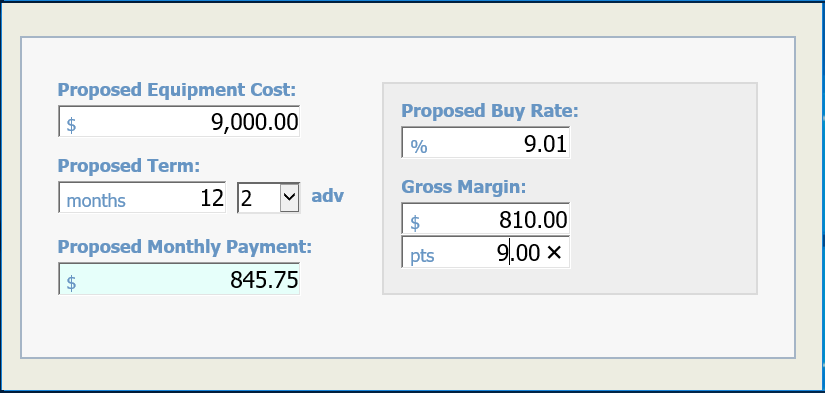 Proposed Equipment Cost:
$ 9,000.00
Proposed Term:
months 12 2 adv
Proposed Monthly Payment:
$ 845.75
Proposed Buy Rate:
% 9.01
Gross Margin:
$ 810.00
pts 9.00 ×